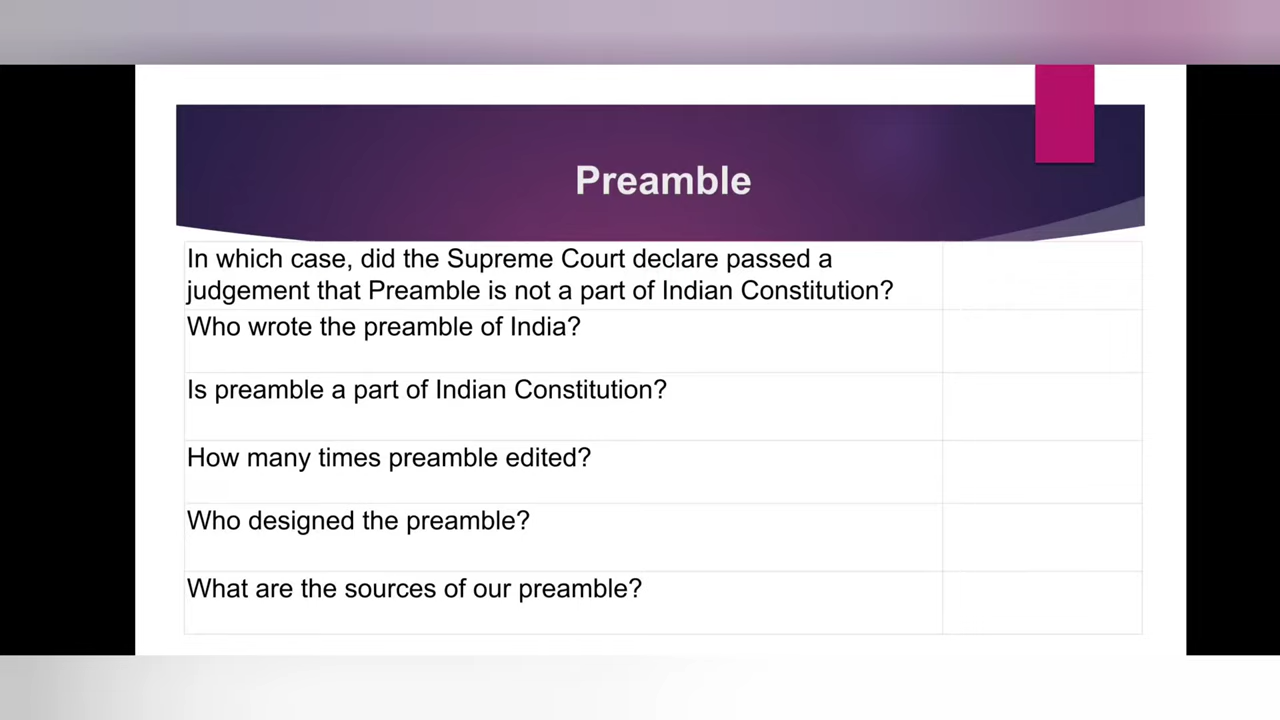 Preamble
In which case, did the Supreme Court declare passed a
judgement that Preamble is not a part of Indian Constitution?
Who wrote the preamble of India?
Is preamble a part of Indian Constitution?
How many times preamble edited?
Who designed the preamble?
What are the sources of our preamble?